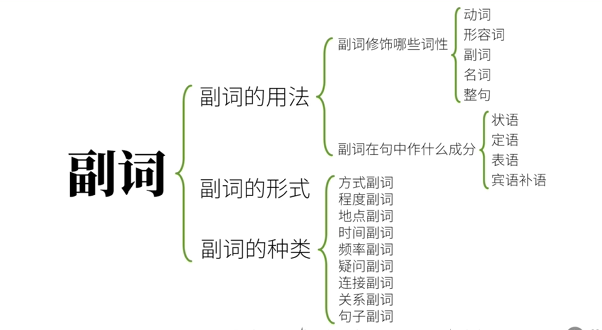 副词
副词的用法
副词修饰哪些词性
动词
形容词
副词
名词
整句
副词在句中作什么成分
状语
定语
表语
宾语补语
副词的形式
副词的种类
方式副词
程度副词
地点副词
时间副词
频率副词
疑问副词
连接副词
关系副词
句子副词